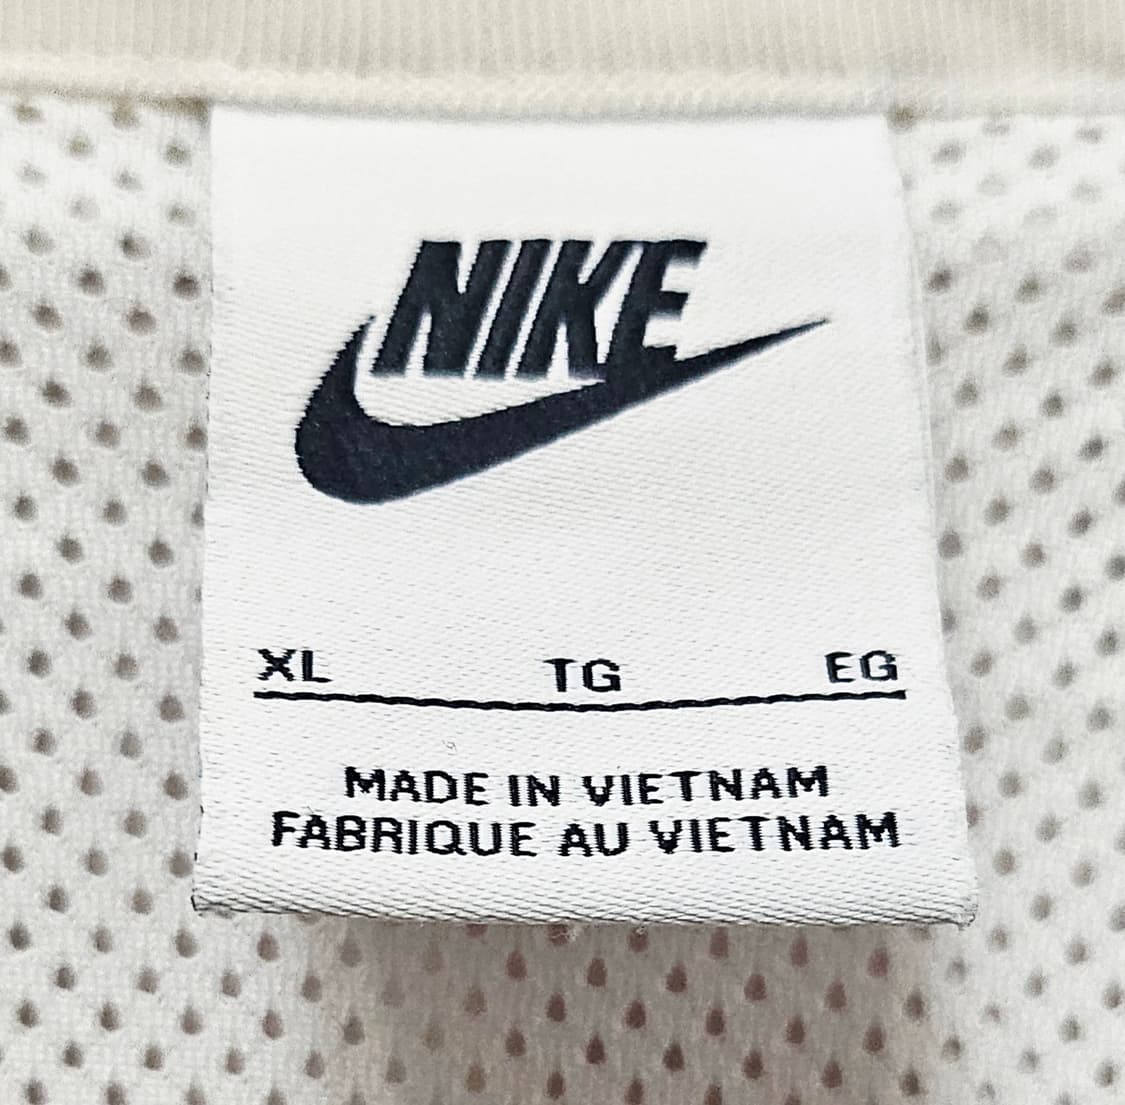 NIKE
XL TG EG
MADE IN VIETNAM
FABRIQUE AU VIETNAM